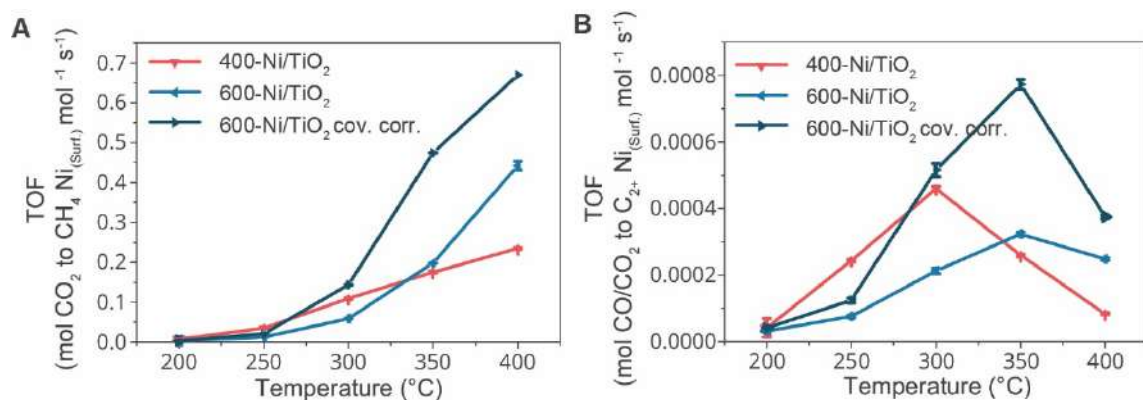 A
TOF
(mol CO₂ to CH₄ Ni(surf.) mol⁻¹ s⁻¹)
0.7
0.6
0.5
0.4
0.3
0.2
0.1
0.0
400-Ni/TiO₂
600-Ni/TiO₂
600-Ni/TiO₂ cov. corr.
200 250 300 350 400
Temperature (°C)
B
TOF
(mol CO/CO₂ to C₂₊ Ni(surf.) mol⁻¹ s⁻¹)
0.0008
0.0006
0.0004
0.0002
0.0000
400-Ni/TiO₂
600-Ni/TiO₂
600-Ni/TiO₂ cov. corr.
200 250 300 350 400
Temperature (°C)